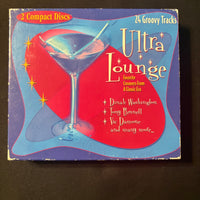 2 Compact Discs
24 Groovy Tracks
Ultra
Lounge
Favorite
Crooners From
A Classic Era
Dinah Washington
Tony Bennett
Vic Damone
and many more...